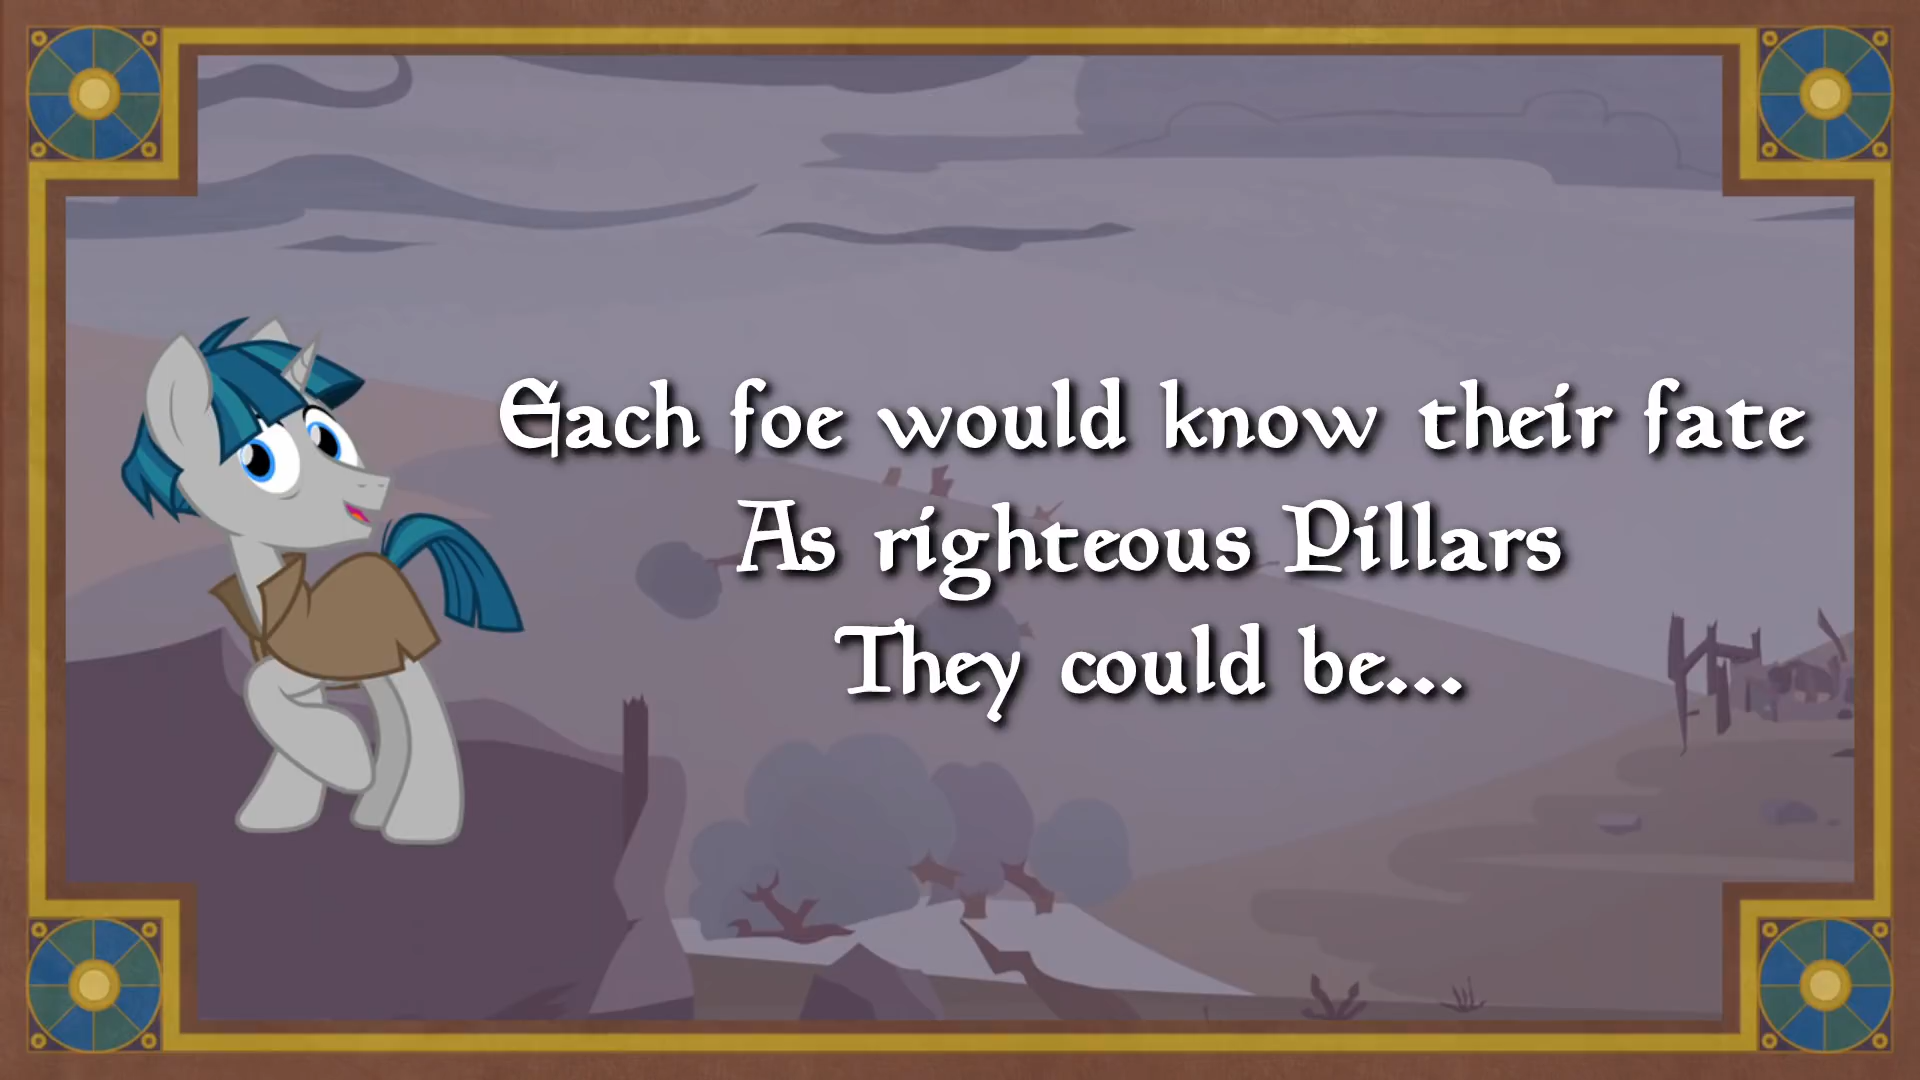 Each foe would know their fate
As righteous Pillars
They could be...